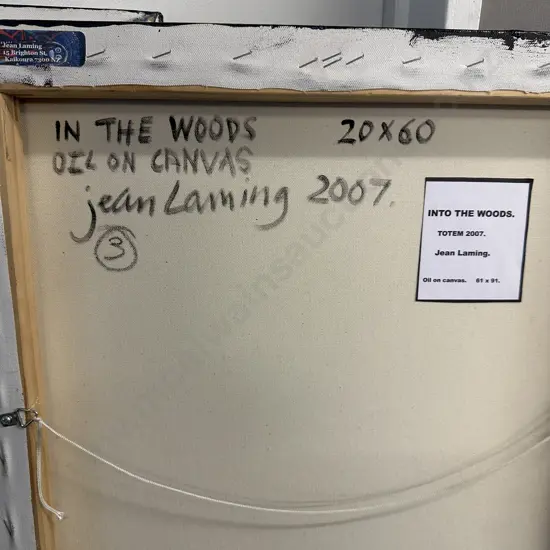 Jean Laming
15 Brighton St.
Kaikoura 7300 NZ
IN THE WOODS 20X60
OIL ON CANVAS
jean Laming 2007.
3
INTO THE WOODS.
TOTEM 2007.
Jean Laming.
Oil on canvas. 61 x 91.